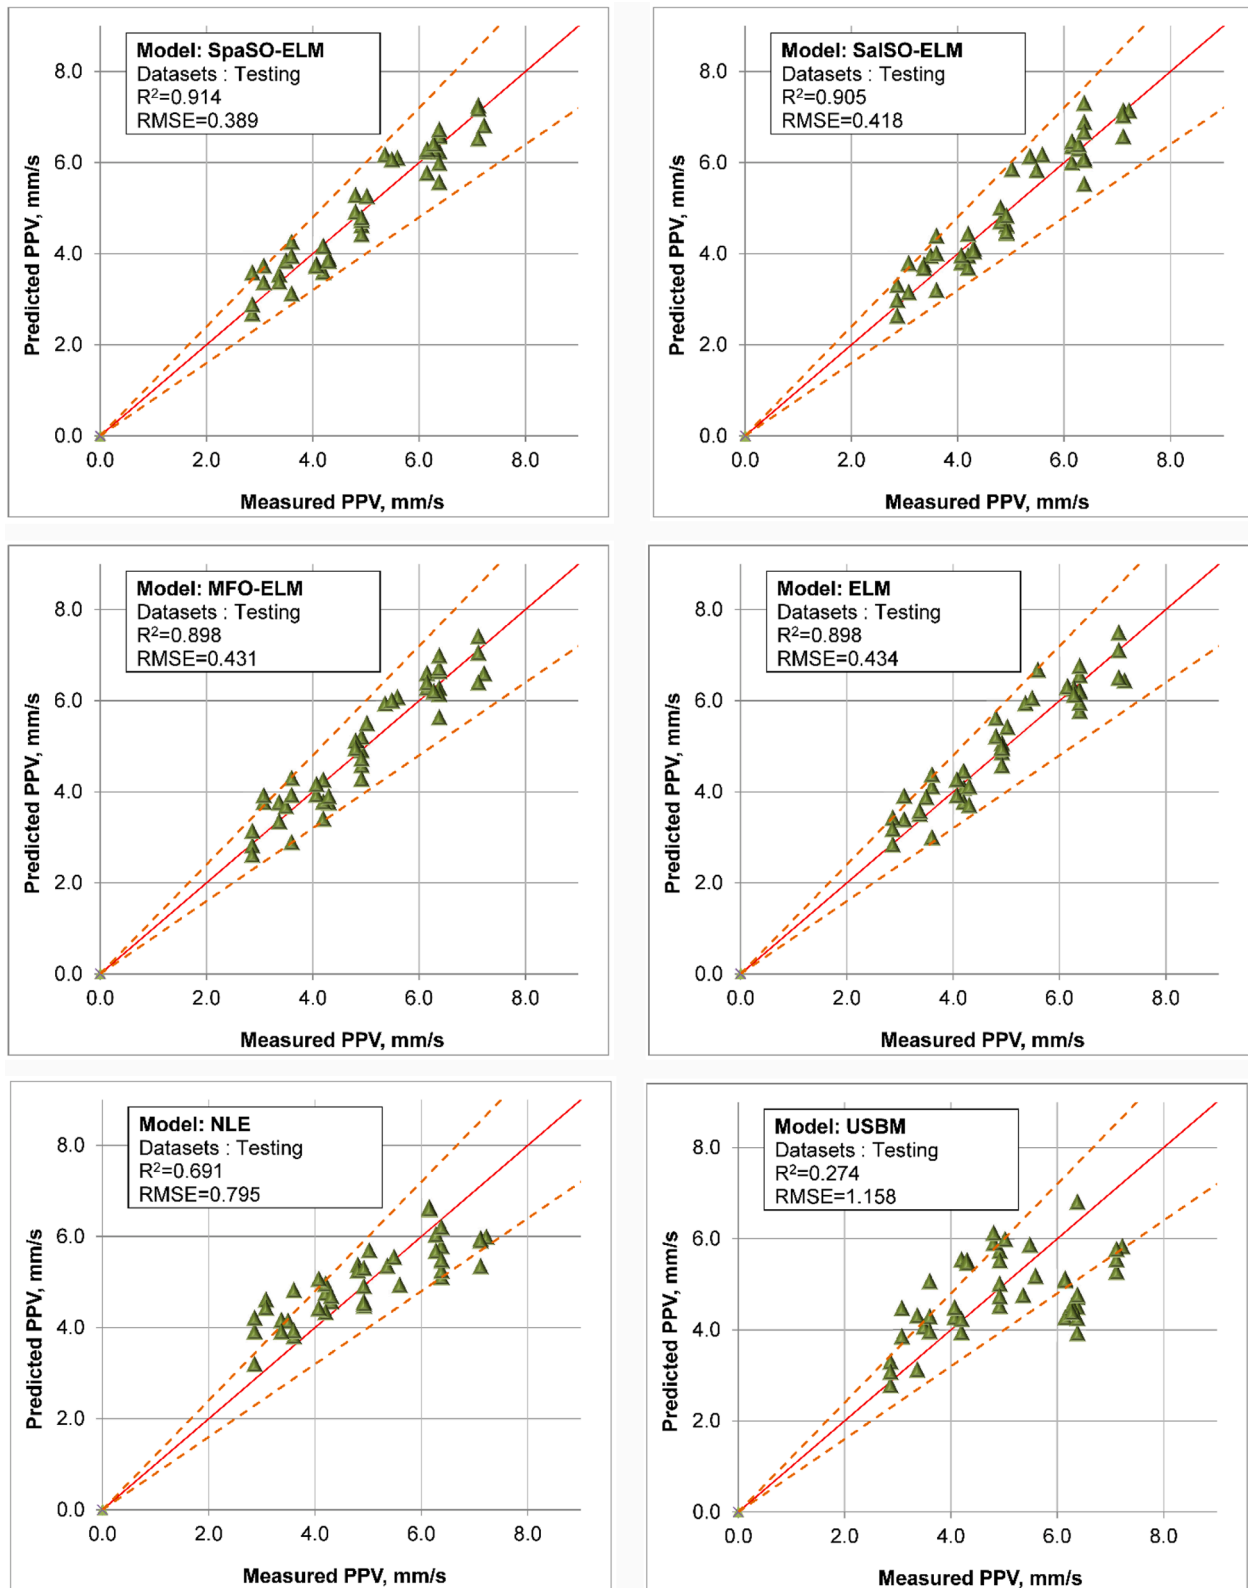 Model: SpaSO-ELM
Datasets : Testing
R²=0.914
RMSE=0.389
Predicted PPV, mm/s
8.0
6.0
4.0
2.0
0.0
0.0 2.0 4.0 6.0 8.0
Measured PPV, mm/s
Model: SalSO-ELM
Datasets : Testing
R²=0.905
RMSE=0.418
Predicted PPV, mm/s
8.0
6.0
4.0
2.0
0.0
0.0 2.0 4.0 6.0 8.0
Measured PPV, mm/s
Model: MFO-ELM
Datasets : Testing
R²=0.898
RMSE=0.431
Predicted PPV, mm/s
8.0
6.0
4.0
2.0
0.0
0.0 2.0 4.0 6.0 8.0
Measured PPV, mm/s
Model: ELM
Datasets : Testing
R²=0.898
RMSE=0.434
Predicted PPV, mm/s
8.0
6.0
4.0
2.0
0.0
0.0 2.0 4.0 6.0 8.0
Measured PPV, mm/s
Model: NLE
Datasets : Testing
R²=0.691
RMSE=0.795
Predicted PPV, mm/s
8.0
6.0
4.0
2.0
0.0
0.0 2.0 4.0 6.0 8.0
Measured PPV, mm/s
Model: USBM
Datasets : Testing
R²=0.274
RMSE=1.158
Predicted PPV, mm/s
8.0
6.0
4.0
2.0
0.0
0.0 2.0 4.0 6.0 8.0
Measured PPV, mm/s